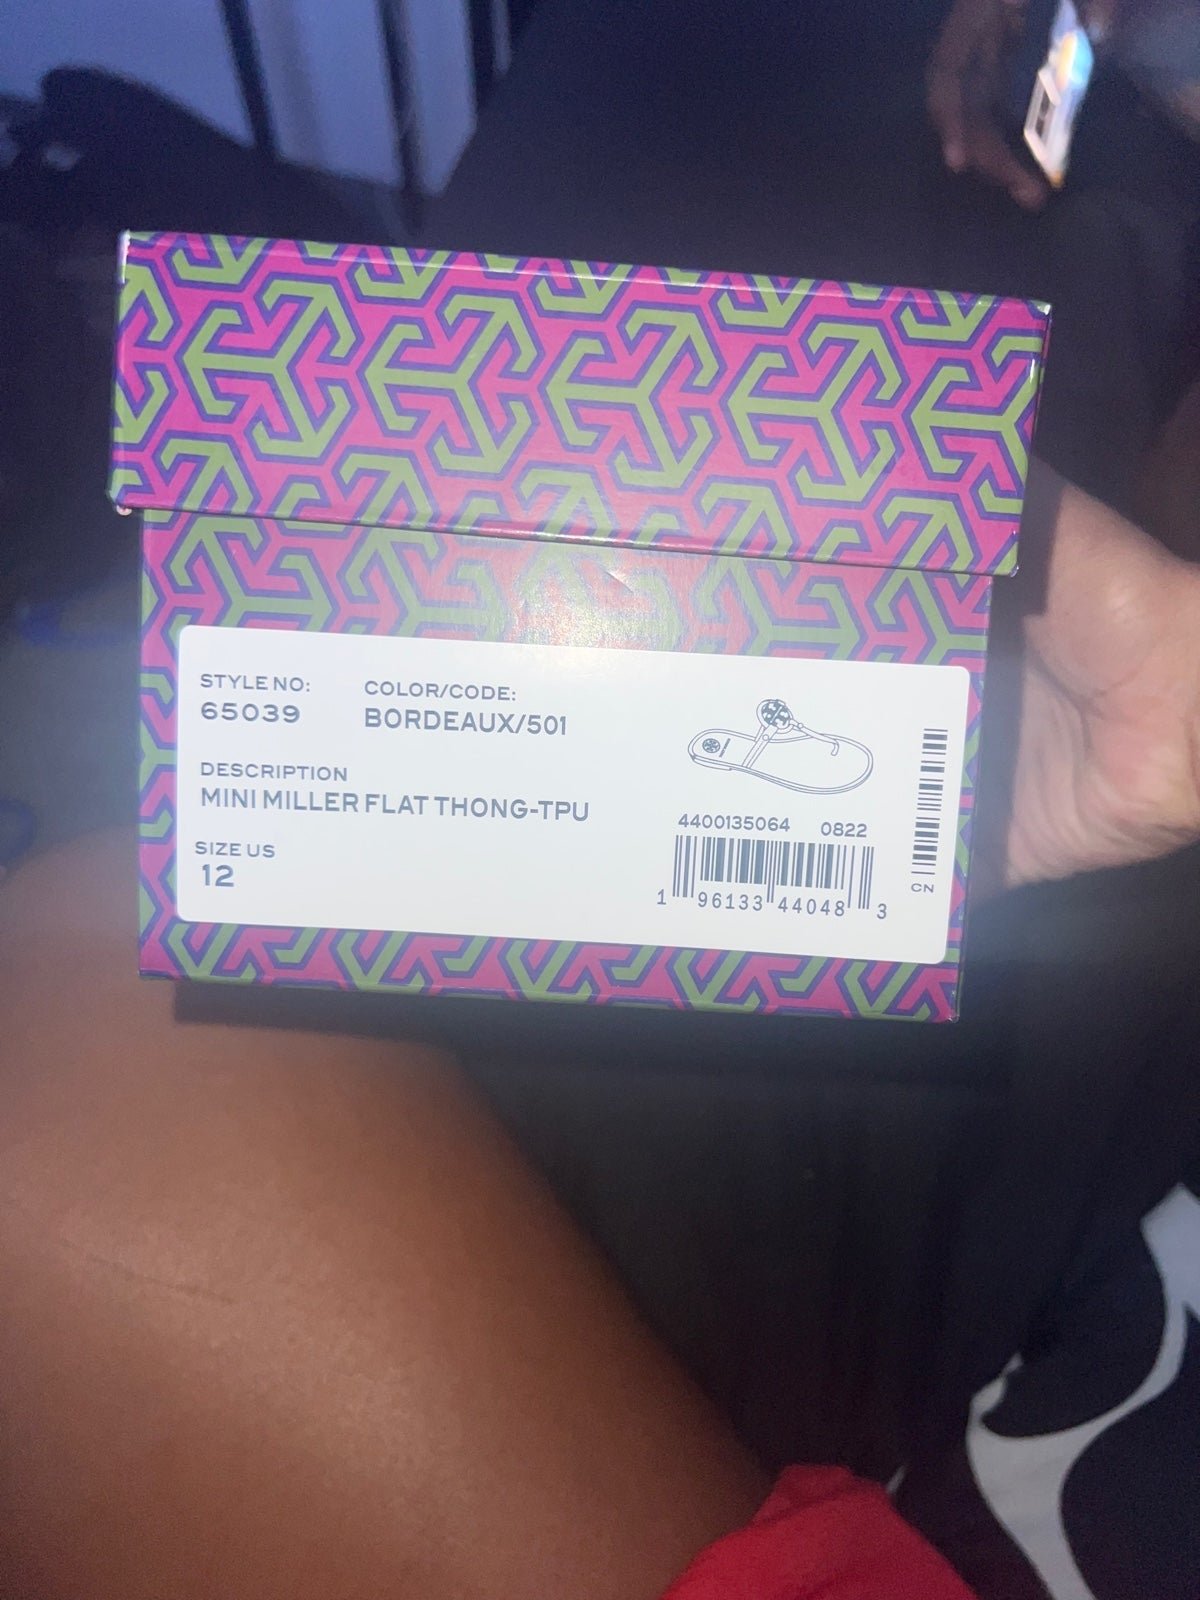 STYLE NO: COLOR/CODE:
65039 BORDEAUX/501
DESCRIPTION
MINI MILLER FLAT THONG-TPU
SIZE US
12
4400135064 0822
1 96133 44048 3
CN